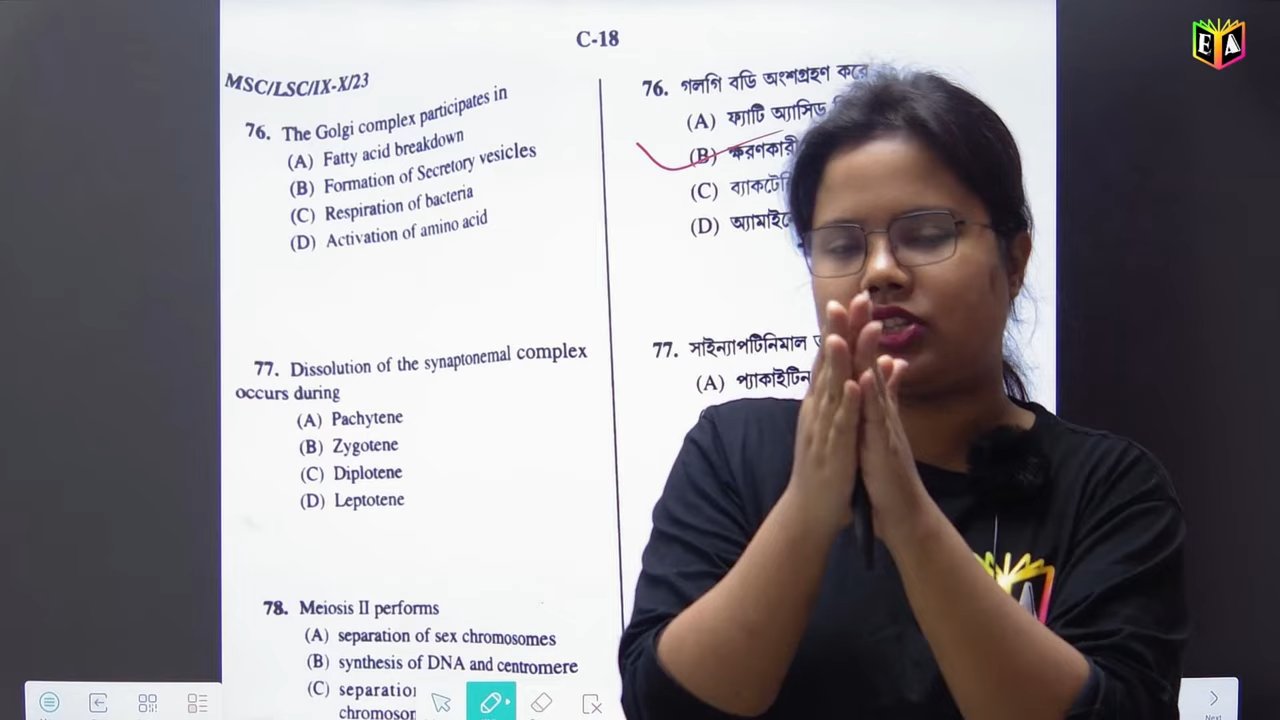 C-18
MSC/LSC/IX-X/23
76. The Golgi complex participates in
(A) Fatty acid breakdown
(B) Formation of Secretory vesicles
(C) Respiration of bacteria
(D) Activation of amino acid
77. Dissolution of the synaptonemal complex
occurs during
(A) Pachytene
(B) Zygotene
(C) Diplotene
(D) Leptotene
78. Meiosis II performs
(A) separation of sex chromosomes
(B) synthesis of DNA and centromere
(C)
76. গলগি বডি অংশগ্রহণ করে
(A) ফ্যাটি অ্যাসিড
(B) ক্ষরণকারী
(C)
(D)
77. সাইন্যাপটিনিমাল
(A) প্যাকাইটিন
E A
Next